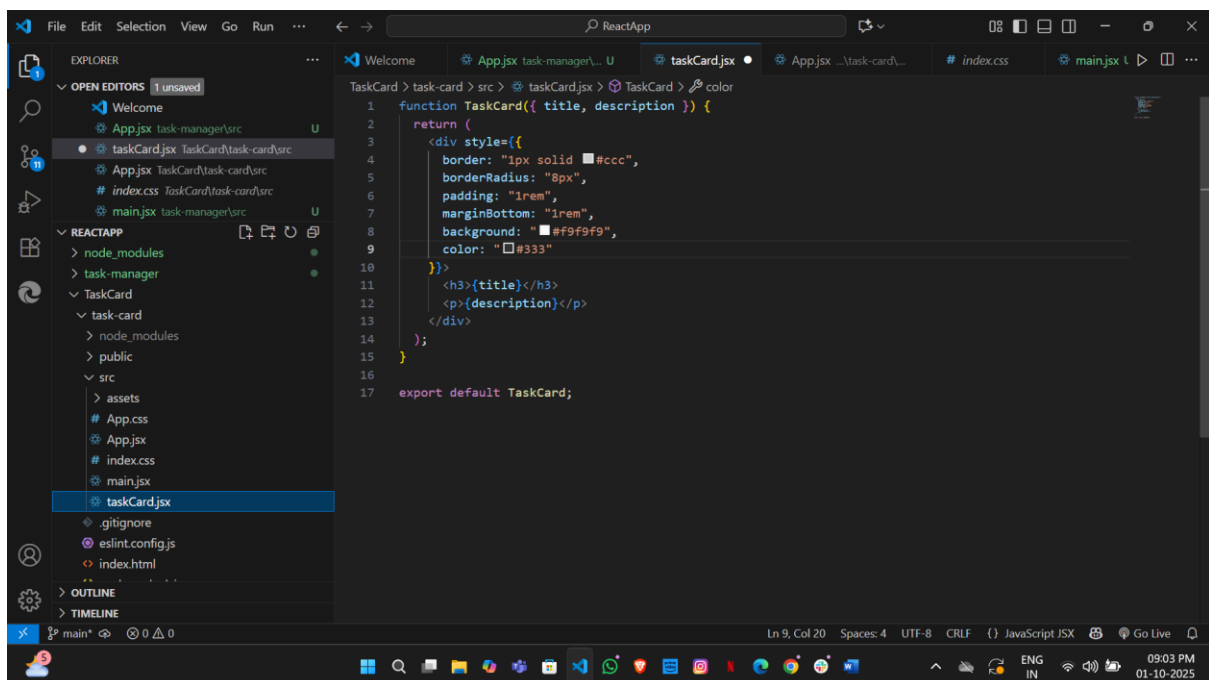 File Edit Selection View Go Run ··· ReactApp
EXPLORER ···
OPEN EDITORS 1 unsaved
Welcome
App.jsx task-manager\src U
taskCard.jsx TaskCard\task-card\src
App.jsx TaskCard\task-card\src
index.css TaskCard\task-card\src
main.jsx task-manager\src U
REACTAPP
node_modules
task-manager
TaskCard
task-card
node_modules
public
src
assets
App.css
App.jsx
index.css
main.jsx
taskCard.jsx
.gitignore
eslint.config.js
index.html
OUTLINE
TIMELINE
Welcome App.jsx task-manager\... U taskCard.jsx App.jsx ...\task-card\... # index.css main.jsx U ···
TaskCard > task-card > src > taskCard.jsx > TaskCard > color
1 function TaskCard({ title, description }) {
2 return (
3 <div style={{
4 border: "1px solid #ccc",
5 borderRadius: "8px",
6 padding: "1rem",
7 marginBottom: "1rem",
8 background: "#f9f9f9",
9 color: "#333"
10 }}>
11 <h3>{title}</h3>
12 <p>{description}</p>
13 </div>
14 );
15 }
16
17 export default TaskCard;
main* 0 0 Ln 9, Col 20 Spaces: 4 UTF-8 CRLF {} JavaScript JSX Go Live
5 ENG IN 09:03 PM 01-10-2025